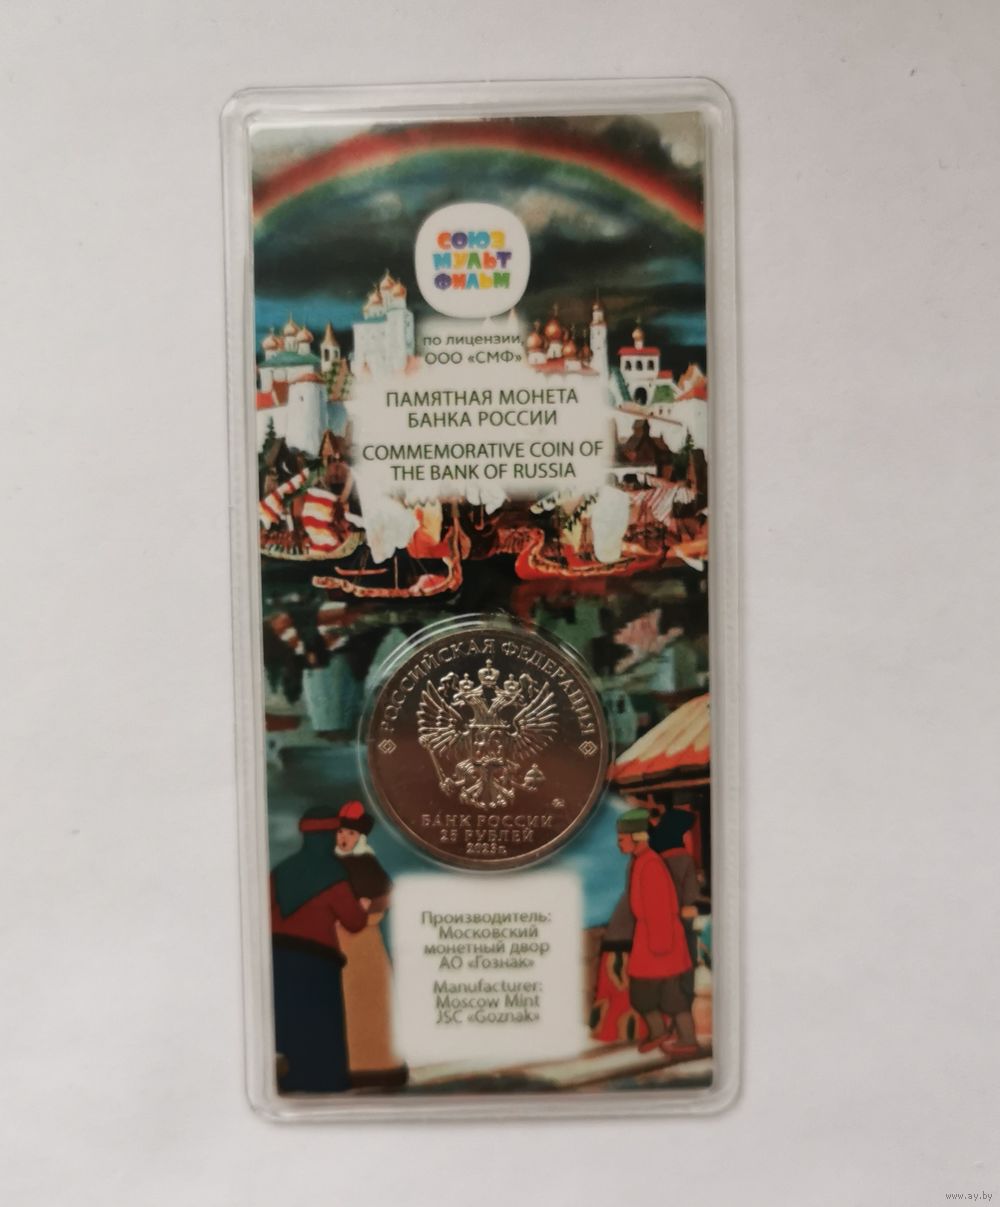 СОЮЗ
МУЛЬТ
ФИЛЬМ
по лицензии,
ООО «СМФ»
ПАМЯТНАЯ МОНЕТА
БАНКА РОССИИ
COMMEMORATIVE COIN OF
THE BANK OF RUSSIA
РОССИЙСКАЯ ФЕДЕРАЦИЯ
БАНК РОССИИ
25 РУБЛЕЙ
2023 г.
Производитель:
Московский
монетный двор
АО «Гознак»
Manufacturer:
Moscow Mint
JSC «Goznak»
www.ay.by